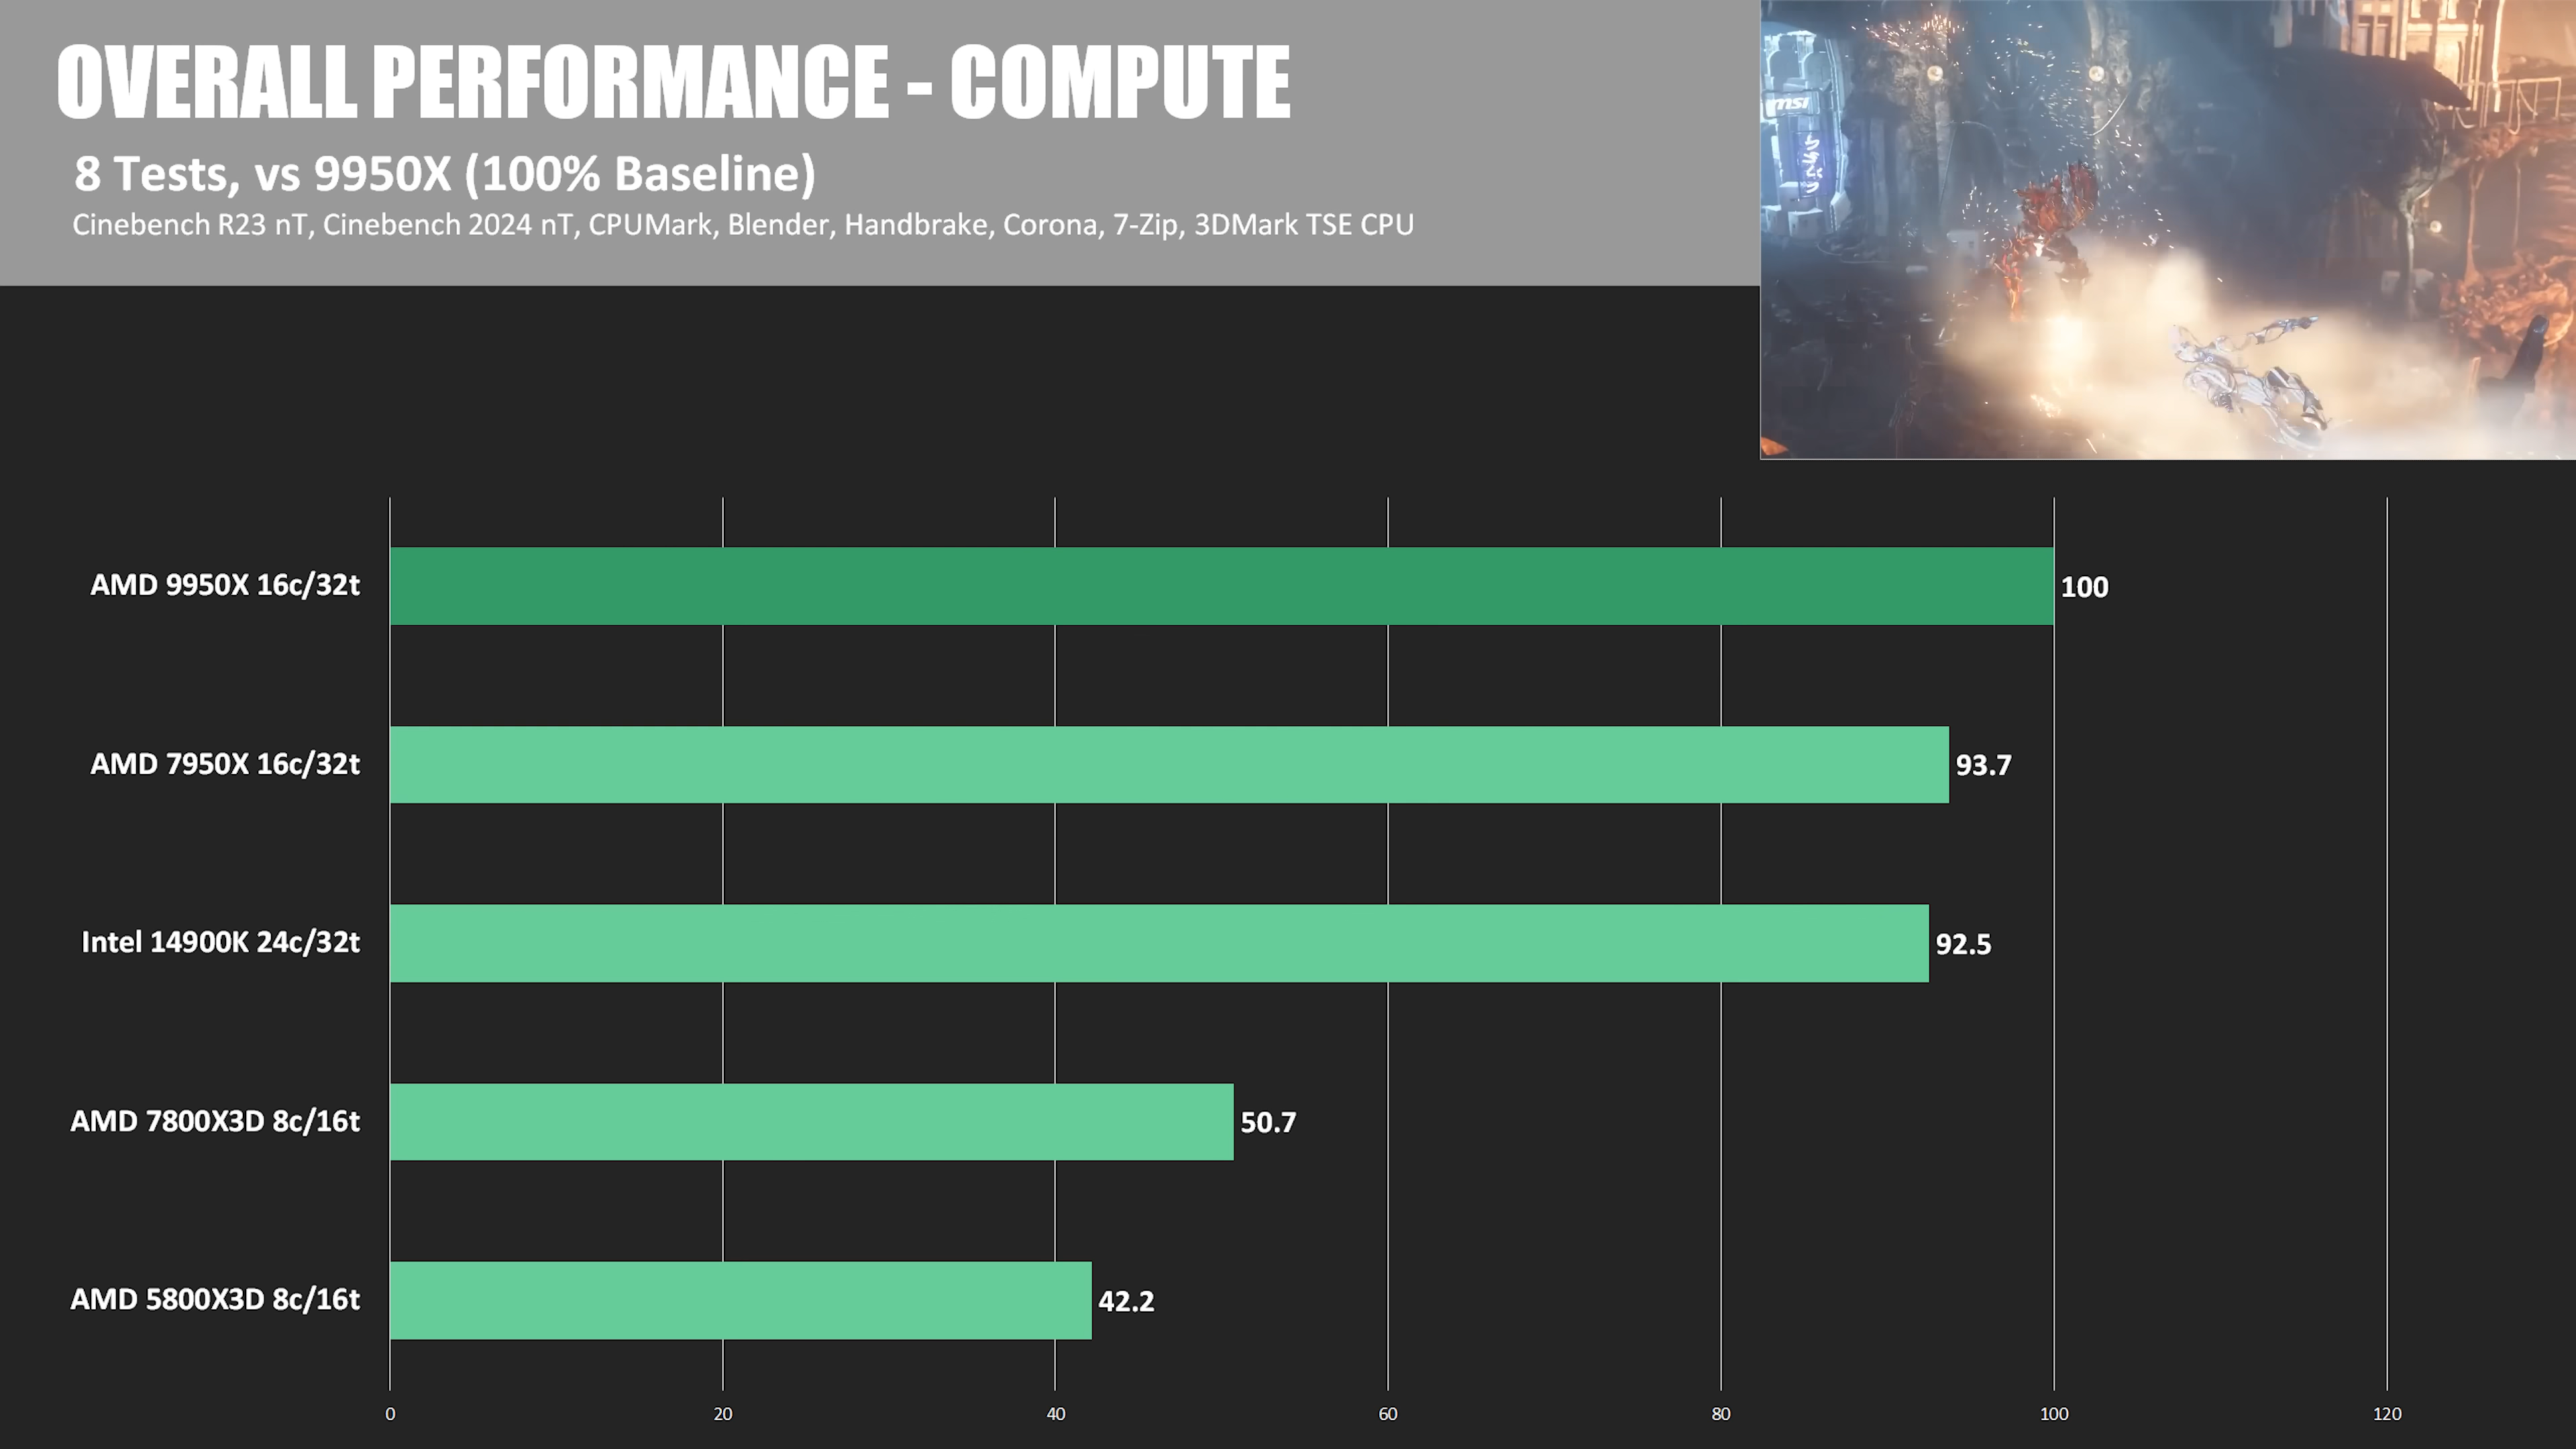 OVERALL PERFORMANCE - COMPUTE
8 Tests, vs 9950X (100% Baseline)
Cinebench R23 nT, Cinebench 2024 nT, CPUMark, Blender, Handbrake, Corona, 7-Zip, 3DMark TSE CPU
msi
AMD 9950X 16c/32t
100
AMD 7950X 16c/32t
93.7
Intel 14900K 24c/32t
92.5
AMD 7800X3D 8c/16t
50.7
AMD 5800X3D 8c/16t
42.2
0 20 40 60 80 100 120